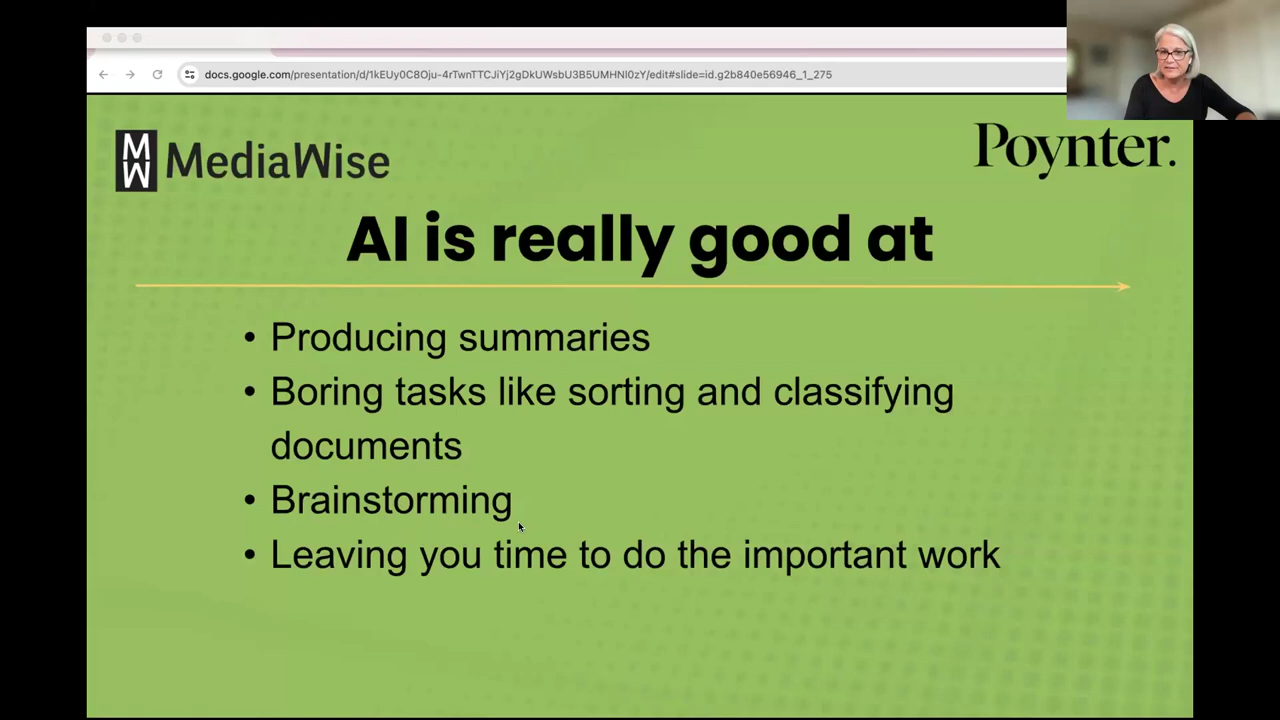 docs.google.com/presentation/d/1kEUy0C8Oju-4rTwnTTCJiYj2gDkUWsbU3B5UMHNl0zY/edit#slide=id.g2b840e56946_1_275
MW MediaWise
Poynter.
AI is really good at
• Producing summaries
• Boring tasks like sorting and classifying
documents
• Brainstorming
• Leaving you time to do the important work